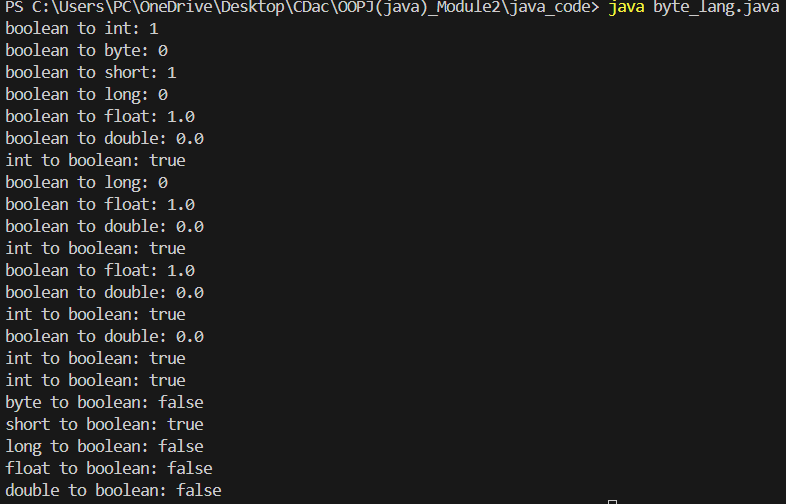 PS C:\Users\PC\OneDrive\Desktop\CDac\OOPJ(java)_Module2\java_code> java byte_lang.java
boolean to int: 1
boolean to byte: 0
boolean to short: 1
boolean to long: 0
boolean to float: 1.0
boolean to double: 0.0
int to boolean: true
boolean to long: 0
boolean to float: 1.0
boolean to double: 0.0
int to boolean: true
boolean to float: 1.0
boolean to double: 0.0
int to boolean: true
boolean to double: 0.0
int to boolean: true
int to boolean: true
byte to boolean: false
short to boolean: true
long to boolean: false
float to boolean: false
double to boolean: false